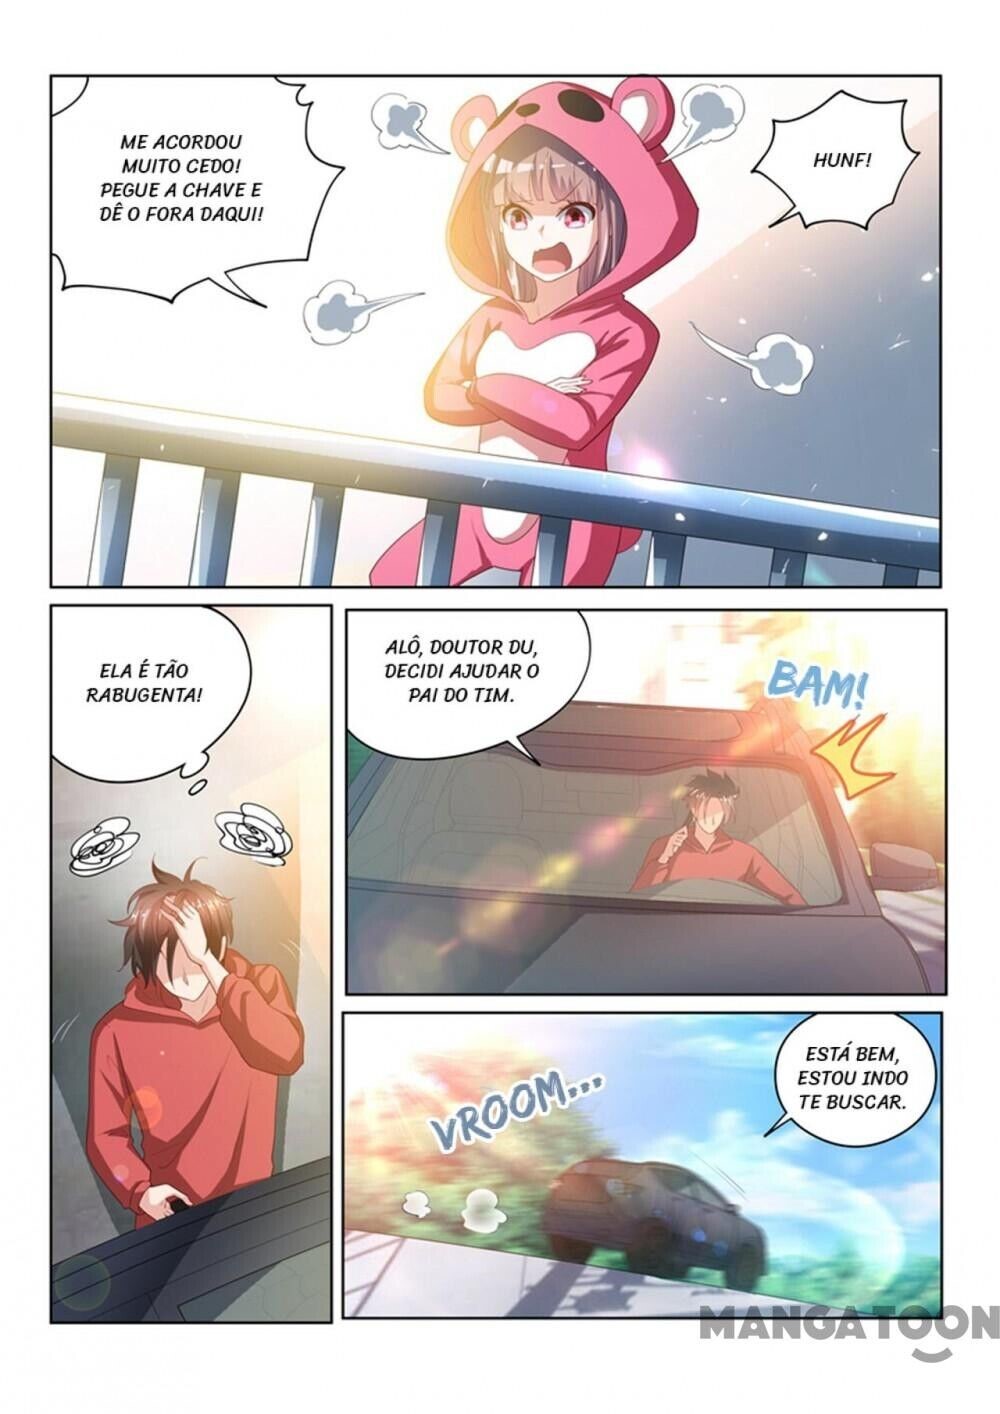 ME ACORDOU
MUITO CEDO!
PEGUE A CHAVE E
DÊ O FORA DAQUI!
HUNF!
ELA É TÃO
RABUGENTA!
ALÔ, DOUTOR DU,
DECIDI AJUDAR O
PAI DO TIM.
BAM!
ESTÁ BEM,
ESTOU INDO
TE BUSCAR.
VROOM...
MANGATOON